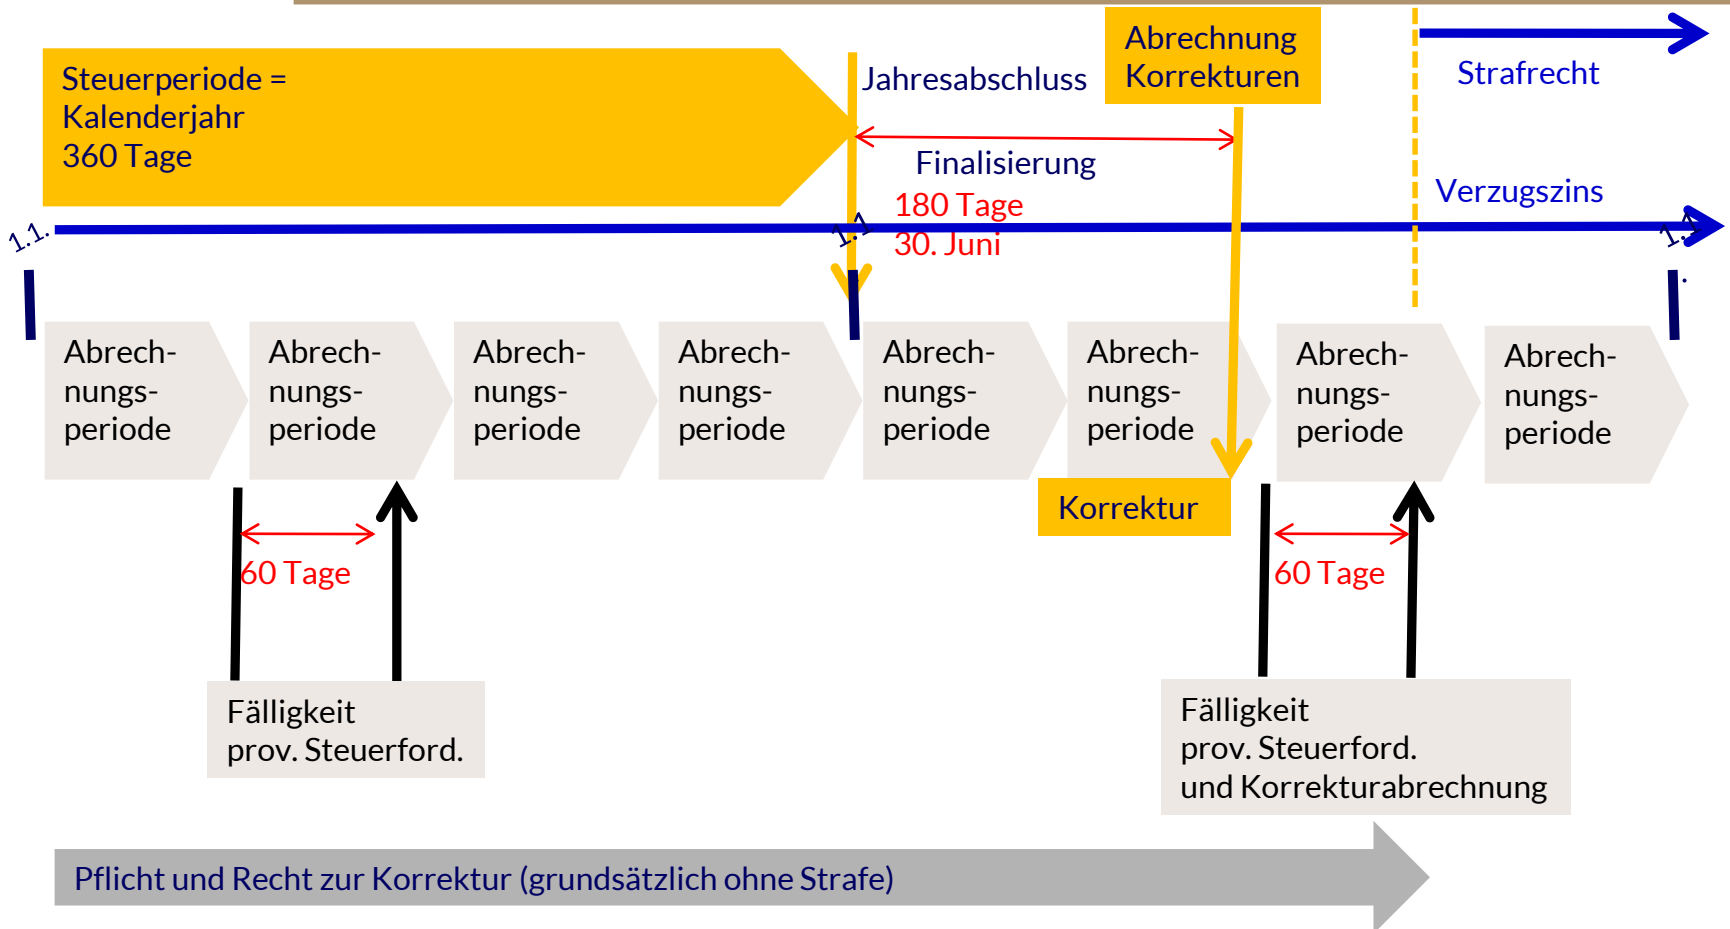 Steuerperiode =
Kalenderjahr
360 Tage
Jahresabschluss
Abrechnung
Korrekturen
Strafrecht
Finalisierung
180 Tage
30. Juni
Verzugszins
1.1.
1.1
1.1.
Abrech-
nungs-
periode
Abrech-
nungs-
periode
Abrech-
nungs-
periode
Abrech-
nungs-
periode
Abrech-
nungs-
periode
Abrech-
nungs-
periode
Abrech-
nungs-
periode
Abrech-
nungs-
periode
Korrektur
60 Tage
60 Tage
Fälligkeit
prov. Steuerford.
Fälligkeit
prov. Steuerford.
und Korrekturabrechnung
Pflicht und Recht zur Korrektur (grundsätzlich ohne Strafe)